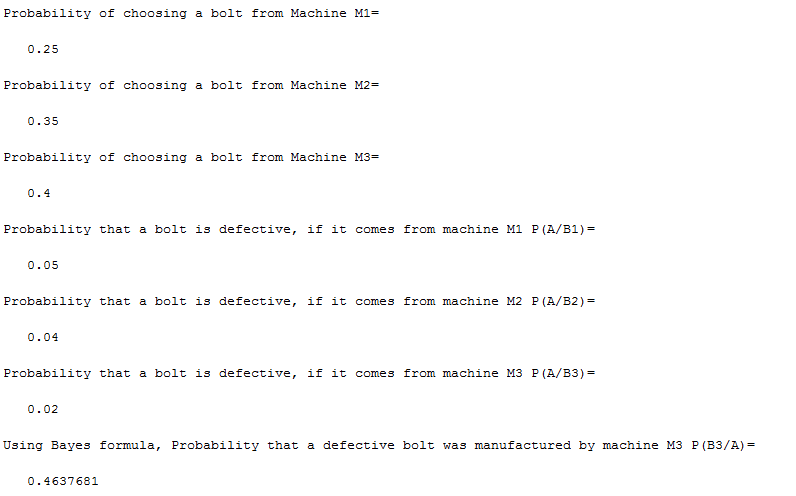 Probability of choosing a bolt from Machine M1=
0.25
Probability of choosing a bolt from Machine M2=
0.35
Probability of choosing a bolt from Machine M3=
0.4
Probability that a bolt is defective, if it comes from machine M1 P(A/B1)=
0.05
Probability that a bolt is defective, if it comes from machine M2 P(A/B2)=
0.04
Probability that a bolt is defective, if it comes from machine M3 P(A/B3)=
0.02
Using Bayes formula, Probability that a defective bolt was manufactured by machine M3 P(B3/A)=
0.4637681